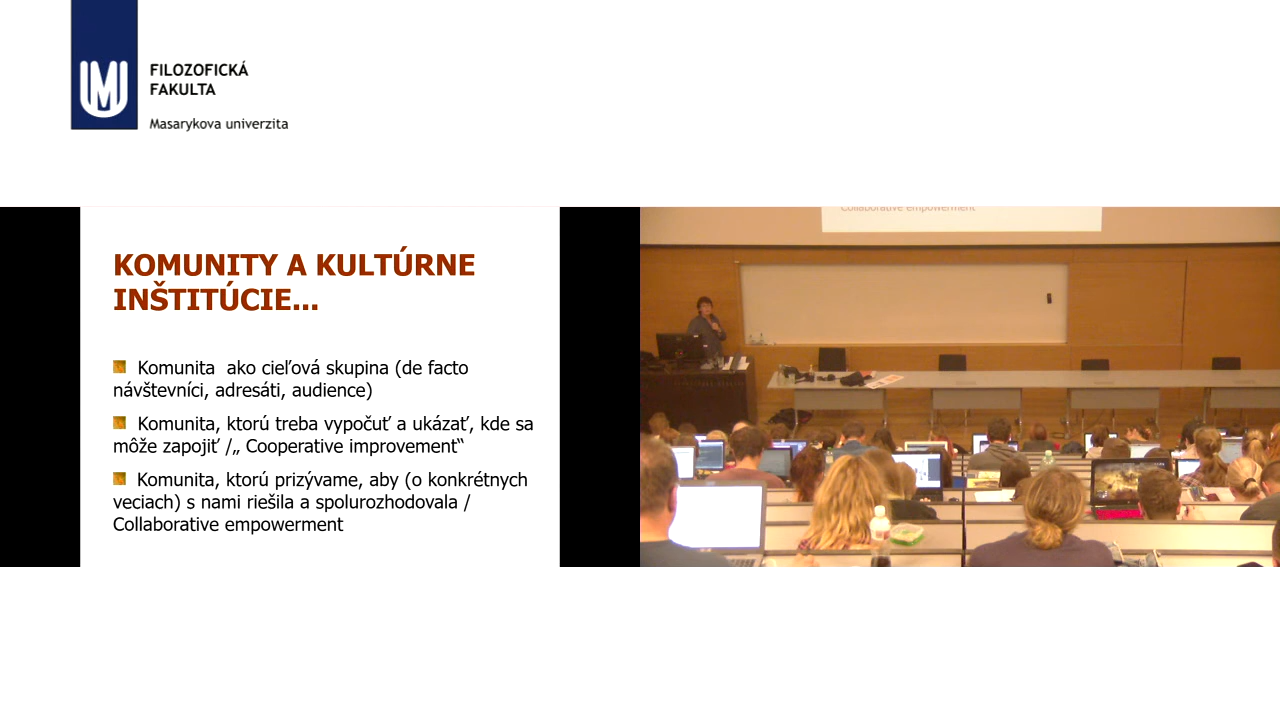 FILOZOFICKÁ
FAKULTA
Masarykova univerzita
KOMUNITY A KULTÚRNE
INŠTITÚCIE...
Komunita ako cieľová skupina (de facto
návštevníci, adresáti, audience)
Komunita, ktorú treba vypočuť a ukázať, kde sa
môže zapojiť /„ Cooperative improvement“
Komunita, ktorú prizývame, aby (o konkrétnych
veciach) s nami riešila a spolurozhodovala /
Collaborative empowerment
Collaborative empowerment